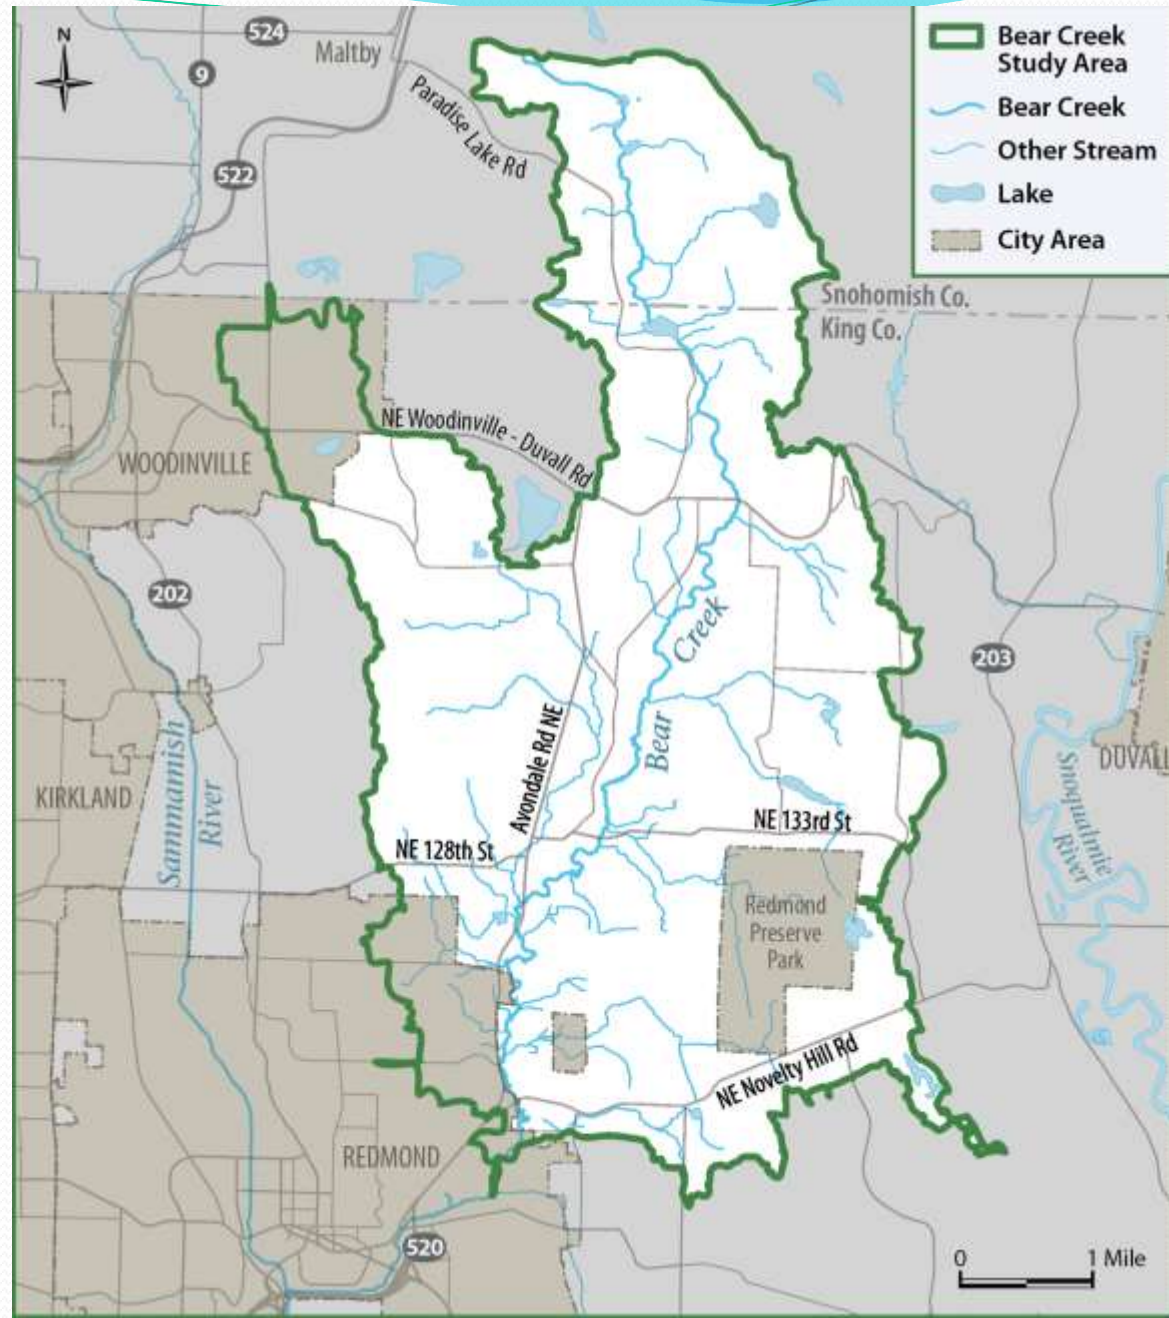 N
524
Maltby
9
Paradise Lake Rd
522
Bear Creek
Study Area
Bear Creek
Other Stream
Lake
City Area
Snohomish Co.
King Co.
NE Woodinville - Duvall Rd
WOODINVILLE
202
Creek
Bear
203
Sammamish
River
KIRKLAND
Avondale Rd NE
DUVALL
Snoqualmie
River
NE 133rd St
NE 128th St
Redmond
Preserve
Park
NE Novelty Hill Rd
REDMOND
520
0 1 Mile